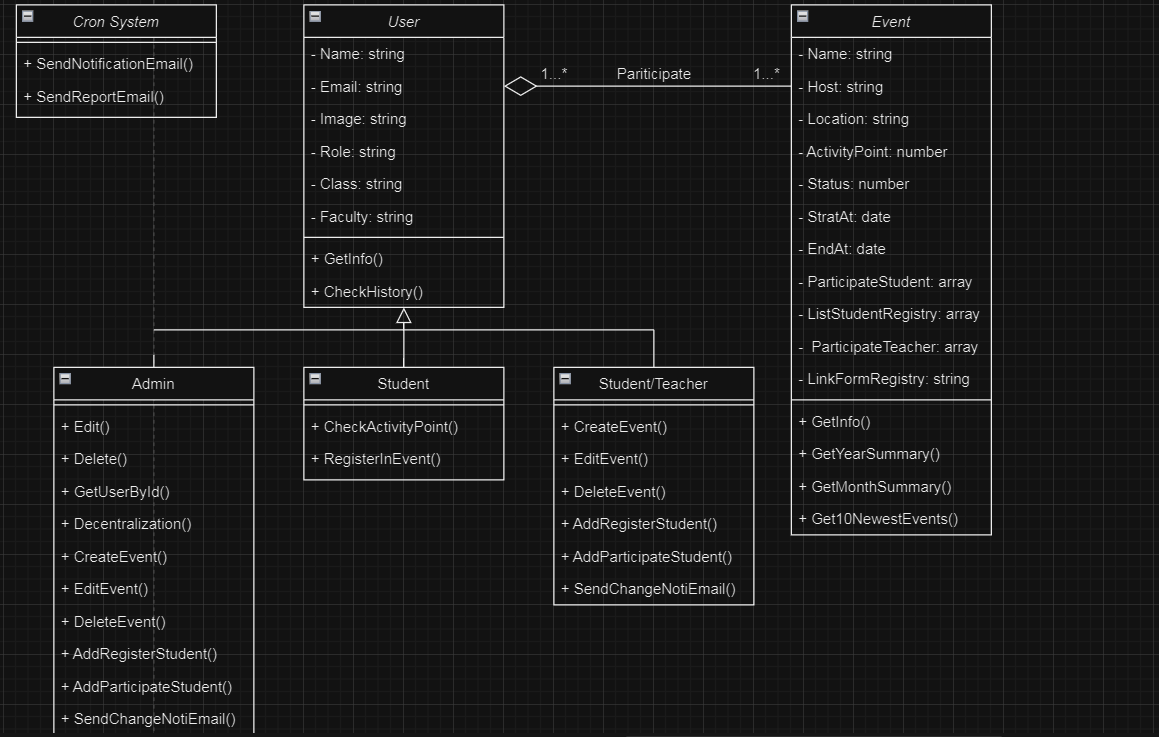 Cron System
+ SendNotificationEmail()
+ SendReportEmail()
User
- Name: string
- Email: string
- Image: string
- Role: string
- Class: string
- Faculty: string
+ GetInfo()
+ CheckHistory()
1...*
Pariticipate
1...*
Event
- Name: string
- Host: string
- Location: string
- ActivityPoint: number
- Status: number
- StratAt: date
- EndAt: date
- ParticipateStudent: array
- ListStudentRegistry: array
- ParticipateTeacher: array
- LinkFormRegistry: string
+ GetInfo()
+ GetYearSummary()
+ GetMonthSummary()
+ Get10NewestEvents()
Admin
+ Edit()
+ Delete()
+ GetUserById()
+ Decentralization()
+ CreateEvent()
+ EditEvent()
+ DeleteEvent()
+ AddRegisterStudent()
+ AddParticipateStudent()
+ SendChangeNotiEmail()
Student
+ CheckActivityPoint()
+ RegisterInEvent()
Student/Teacher
+ CreateEvent()
+ EditEvent()
+ DeleteEvent()
+ AddRegisterStudent()
+ AddParticipateStudent()
+ SendChangeNotiEmail()